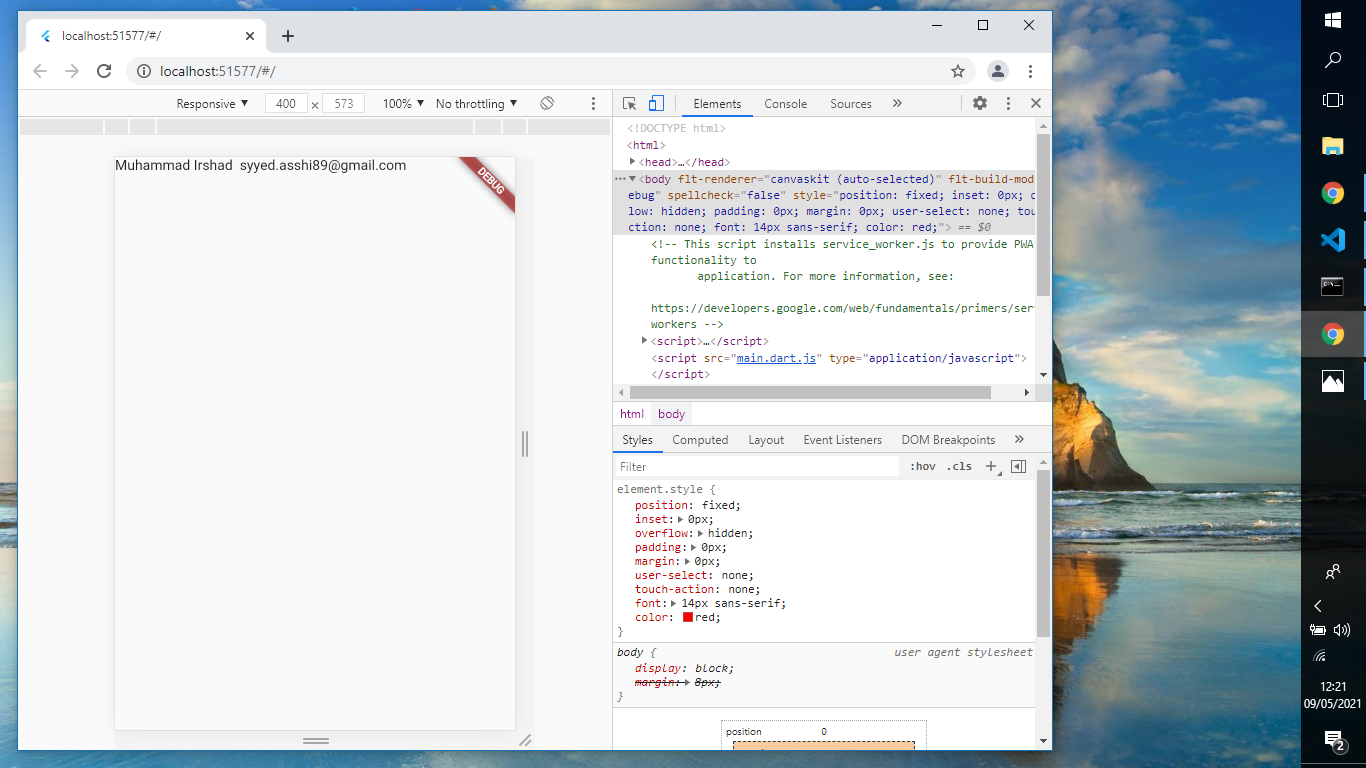 localhost:51577/#/
localhost:51577/#/
Responsive ▼ 400 × 573 100% ▼ No throttling ▼
Elements Console Sources »
Muhammad Irshad  syyed.asshi89@gmail.com
DEBUG
<!DOCTYPE html>
<html>
<head>…</head>
<body flt-renderer="canvaskit (auto-selected)" flt-build-mod
ebug" spellcheck="false" style="position: fixed; inset: 0px; c
low: hidden; padding: 0px; margin: 0px; user-select: none; tou
ction: none; font: 14px sans-serif; color: red;"> == $0
<!-- This script installs service_worker.js to provide PWA
functionality to
application. For more information, see:
https://developers.google.com/web/fundamentals/primers/ser
workers -->
<script>…</script>
<script src="main.dart.js" type="application/javascript">
</script>
html body
Styles Computed Layout Event Listeners DOM Breakpoints »
Filter :hov .cls +
element.style {
position: fixed;
inset: 0px;
overflow: hidden;
padding: 0px;
margin: 0px;
user-select: none;
touch-action: none;
font: 14px sans-serif;
color: red;
}
body { user agent stylesheet
display: block;
margin: 8px;
}
position 0
12:21
09/05/2021
2